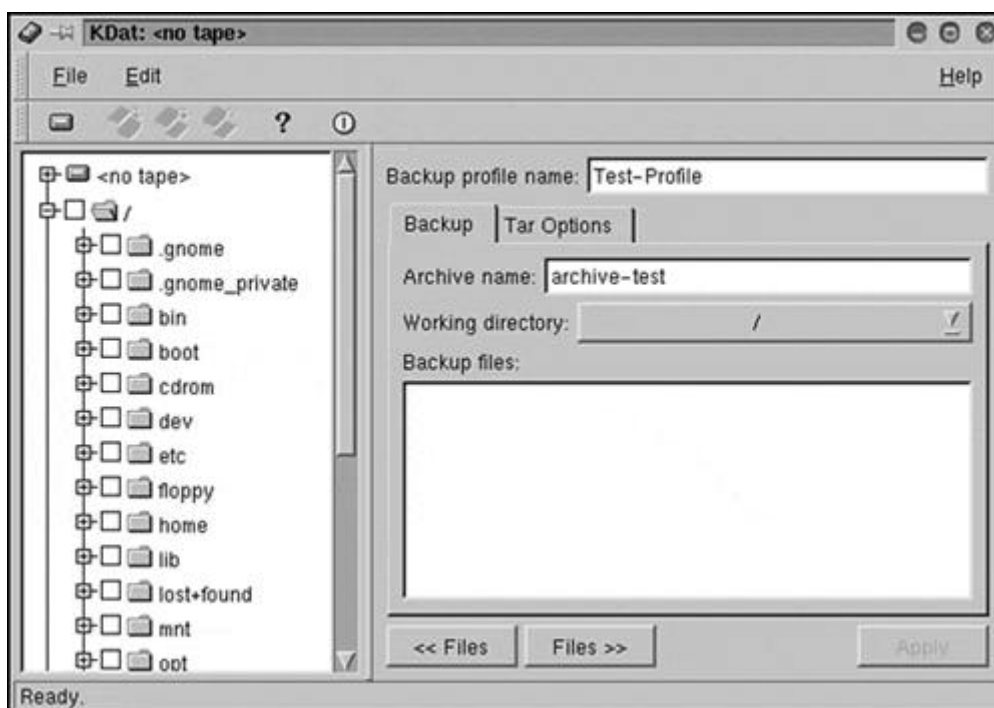 KDat: <no tape>
File Edit Help
?
<no tape>
/
.gnome
.gnome_private
bin
boot
cdrom
dev
etc
floppy
home
lib
lost+found
mnt
opt
Backup profile name: Test-Profile
Backup Tar Options
Archive name: archive-test
Working directory: /
Backup files:
<< Files Files >> Apply
Ready.